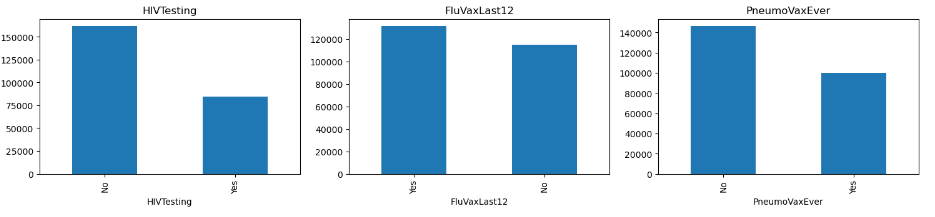 HIVTesting
150000
125000
100000
75000
50000
25000
0
No
Yes
HIVTesting
FluVaxLast12
120000
100000
80000
60000
40000
20000
0
Yes
No
FluVaxLast12
PneumoVaxEver
140000
120000
100000
80000
60000
40000
20000
0
No
Yes
PneumoVaxEver